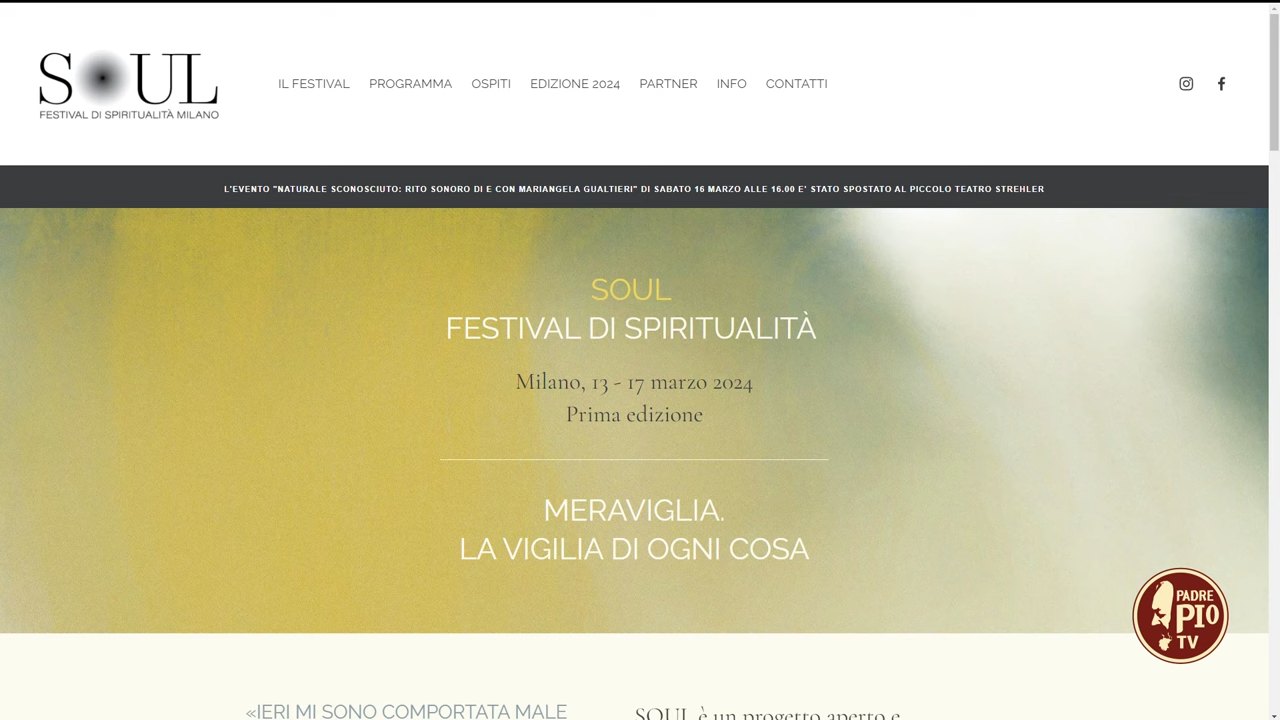 SOUL
FESTIVAL DI SPIRITUALITÀ MILANO
IL FESTIVAL PROGRAMMA OSPITI EDIZIONE 2024 PARTNER INFO CONTATTI
L'EVENTO "NATURALE SCONOSCIUTO: RITO SONORO DI E CON MARIANGELA GUALTIERI" DI SABATO 16 MARZO ALLE 16.00 E' STATO SPOSTATO AL PICCOLO TEATRO STREHLER
SOUL
FESTIVAL DI SPIRITUALITÀ
Milano, 13 - 17 marzo 2024
Prima edizione
MERAVIGLIA.
LA VIGILIA DI OGNI COSA
PADRE
PIO
TV
«IERI MI SONO COMPORTATA MALE
SOUL è un progetto aperto e